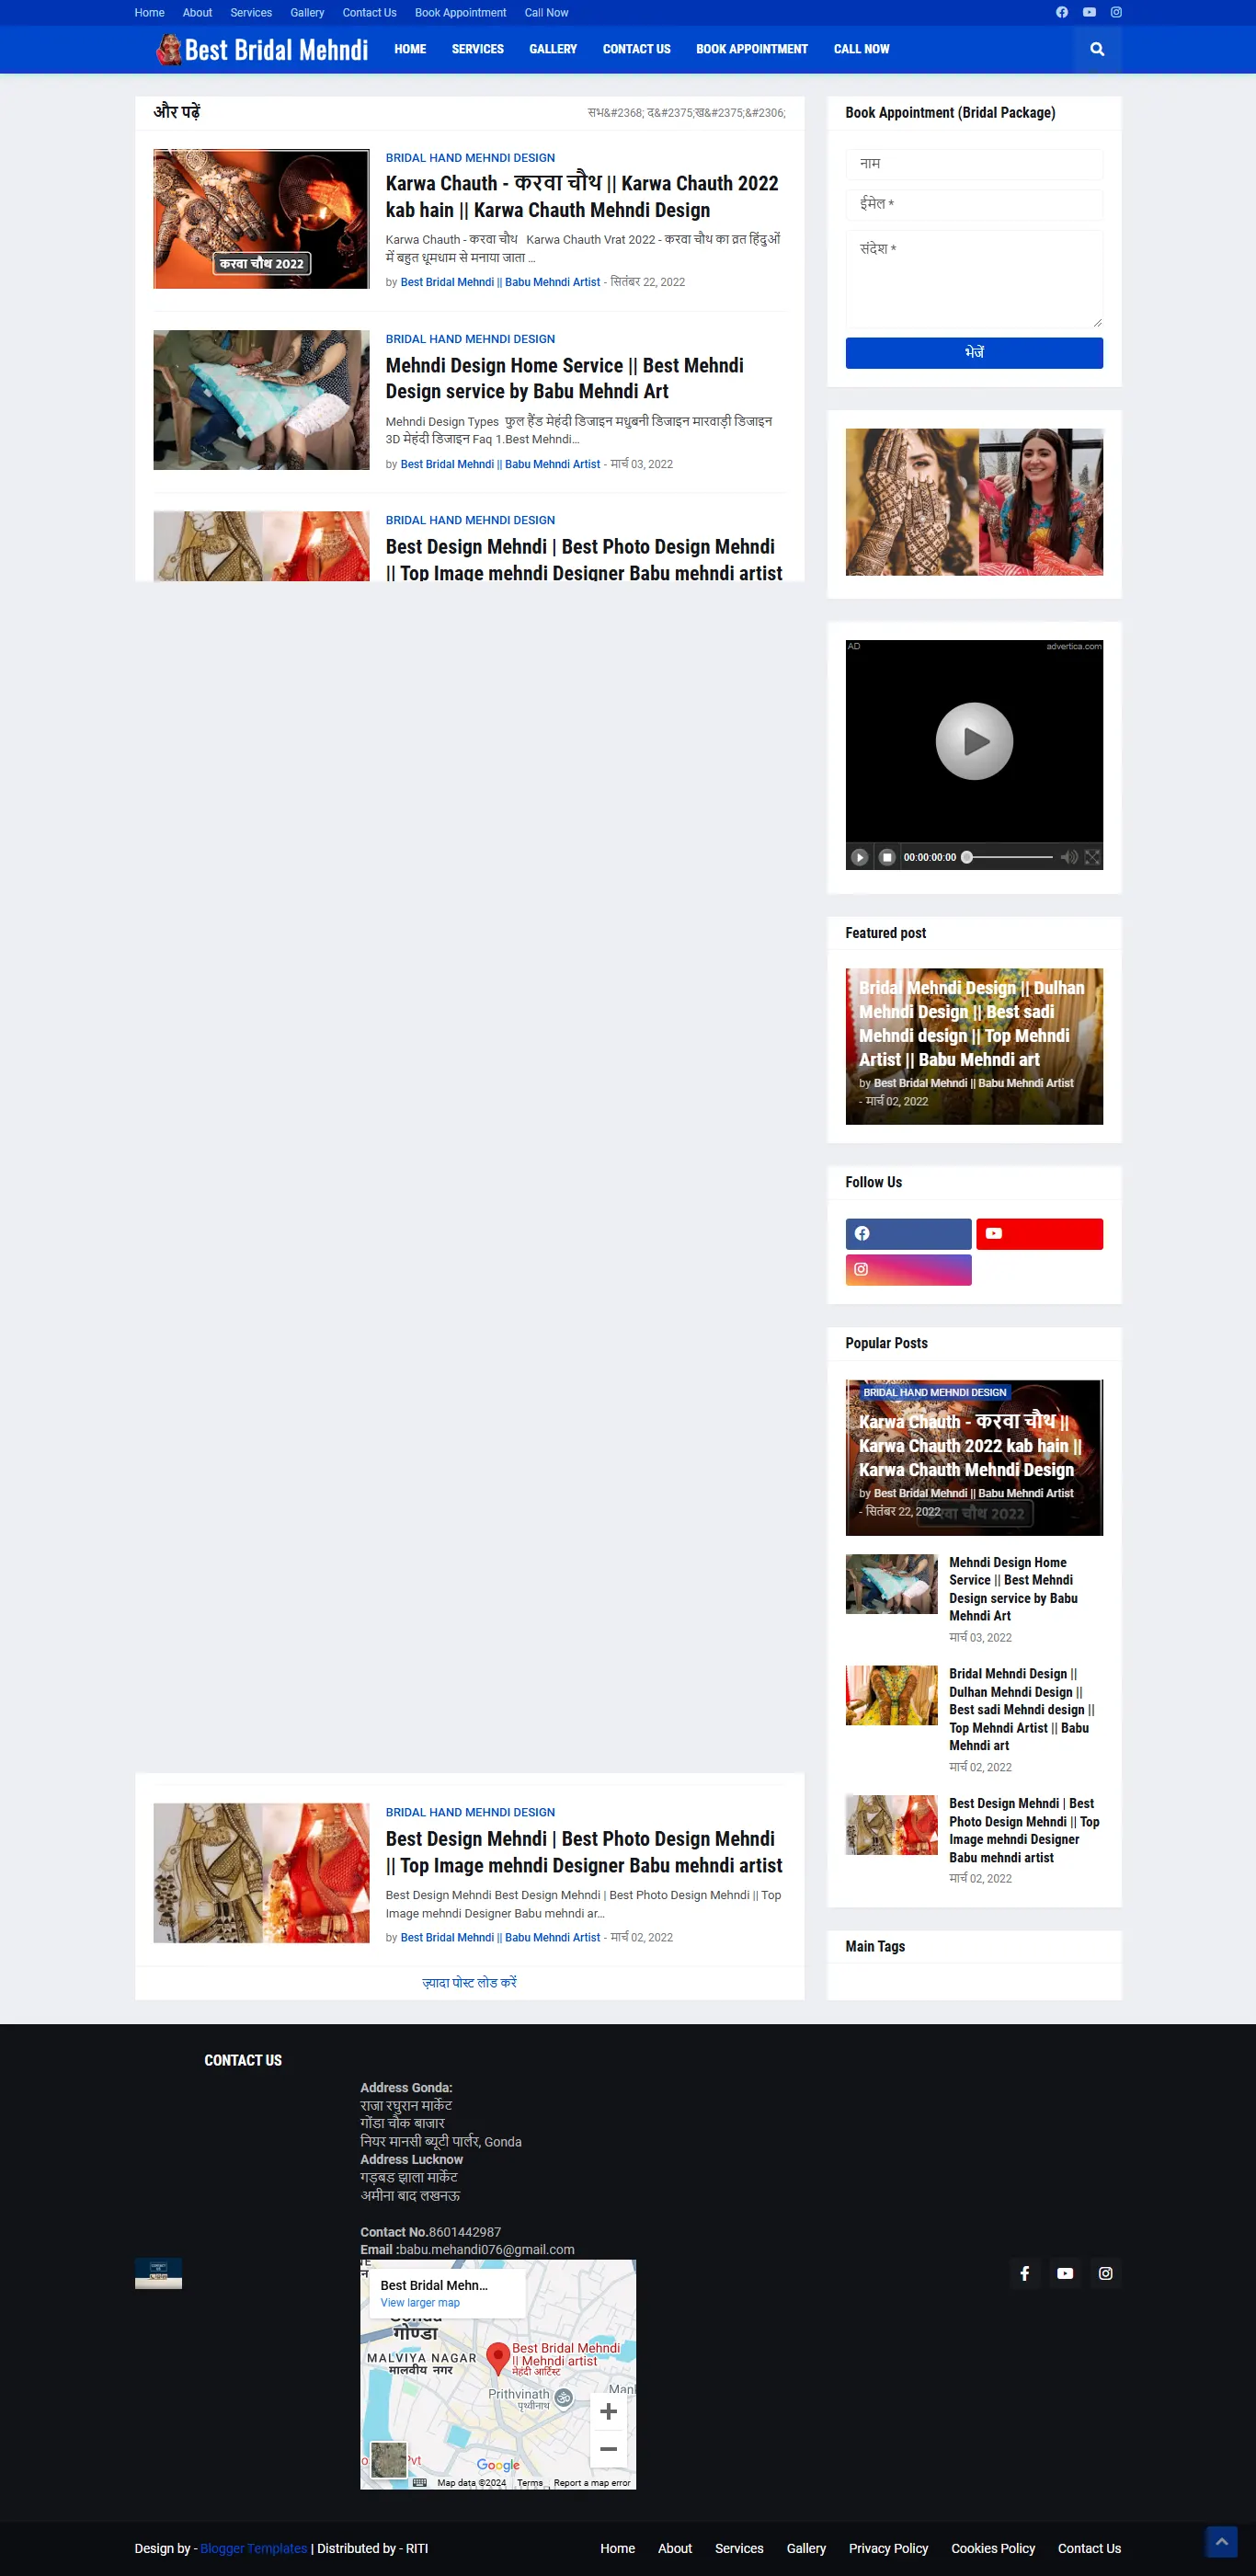 Home About Services Gallery Contact Us Book Appointment Call Now
Best Bridal Mehndi HOME SERVICES GALLERY CONTACT US BOOK APPOINTMENT CALL NOW
और पढ़ें
सभ&#2368; द&#2375;ख&#2375;&#2306;
BRIDAL HAND MEHNDI DESIGN
Karwa Chauth - करवा चौथ || Karwa Chauth 2022
kab hain || Karwa Chauth Mehndi Design
Karwa Chauth - करवा चौथ Karwa Chauth Vrat 2022 - करवा चौथ का व्रत हिंदुओं
में बहुत धूमधाम से मनाया जाता ...
by Best Bridal Mehndi || Babu Mehndi Artist - सितंबर 22, 2022
करवा चौथ 2022
BRIDAL HAND MEHNDI DESIGN
Mehndi Design Home Service || Best Mehndi
Design service by Babu Mehndi Art
Mehndi Design Types फुल हैंड मेहंदी डिजाइन मधुबनी डिजाइन मारवाड़ी डिजाइन
3D मेहंदी डिजाइन Faq 1.Best Mehndi...
by Best Bridal Mehndi || Babu Mehndi Artist - मार्च 03, 2022
BRIDAL HAND MEHNDI DESIGN
Best Design Mehndi | Best Photo Design Mehndi
|| Top Image mehndi Designer Babu mehndi artist
BRIDAL HAND MEHNDI DESIGN
Best Design Mehndi | Best Photo Design Mehndi
|| Top Image mehndi Designer Babu mehndi artist
Best Design Mehndi Best Design Mehndi | Best Photo Design Mehndi || Top
Image mehndi Designer Babu mehndi ar...
by Best Bridal Mehndi || Babu Mehndi Artist - मार्च 02, 2022
ज़्यादा पोस्ट लोड करें
Book Appointment (Bridal Package)
नाम
ईमेल *
संदेश *
भेजें
AD advertica.com
00:00:00:00
Featured post
Bridal Mehndi Design || Dulhan
Mehndi Design || Best sadi
Mehndi design || Top Mehndi
Artist || Babu Mehndi art
by Best Bridal Mehndi || Babu Mehndi Artist
- मार्च 02, 2022
Follow Us
Popular Posts
BRIDAL HAND MEHNDI DESIGN
Karwa Chauth - करवा चौथ ||
Karwa Chauth 2022 kab hain ||
Karwa Chauth Mehndi Design
by Best Bridal Mehndi || Babu Mehndi Artist
- सितंबर 22, 2022
करवा चौथ 2022
Mehndi Design Home
Service || Best Mehndi
Design service by Babu
Mehndi Art
मार्च 03, 2022
Bridal Mehndi Design ||
Dulhan Mehndi Design ||
Best sadi Mehndi design ||
Top Mehndi Artist || Babu
Mehndi art
मार्च 02, 2022
Best Design Mehndi | Best
Photo Design Mehndi || Top
Image mehndi Designer
Babu mehndi artist
मार्च 02, 2022
Main Tags
CONTACT US
Address Gonda:
राजा रघुरान मार्केट
गोंडा चौक बाजार
नियर मानसी ब्यूटी पार्लर, Gonda
Address Lucknow
गड़बड झाला मार्केट
अमीना बाद लखनऊ
Contact No.8601442987
Email :babu.mehandi076@gmail.com
Best Bridal Mehn...
View larger map
गोण्डा
MALVIYA NAGAR
मालवीय नगर
Best Bridal Mehndi
|| Mehndi artist
मेहंदी आर्टिस्ट
Prithvinath
पृथ्वीनाथ
Google
Map data ©2024 Terms Report a map error
Design by - Blogger Templates | Distributed by - RITI
Home About Services Gallery Privacy Policy Cookies Policy Contact Us